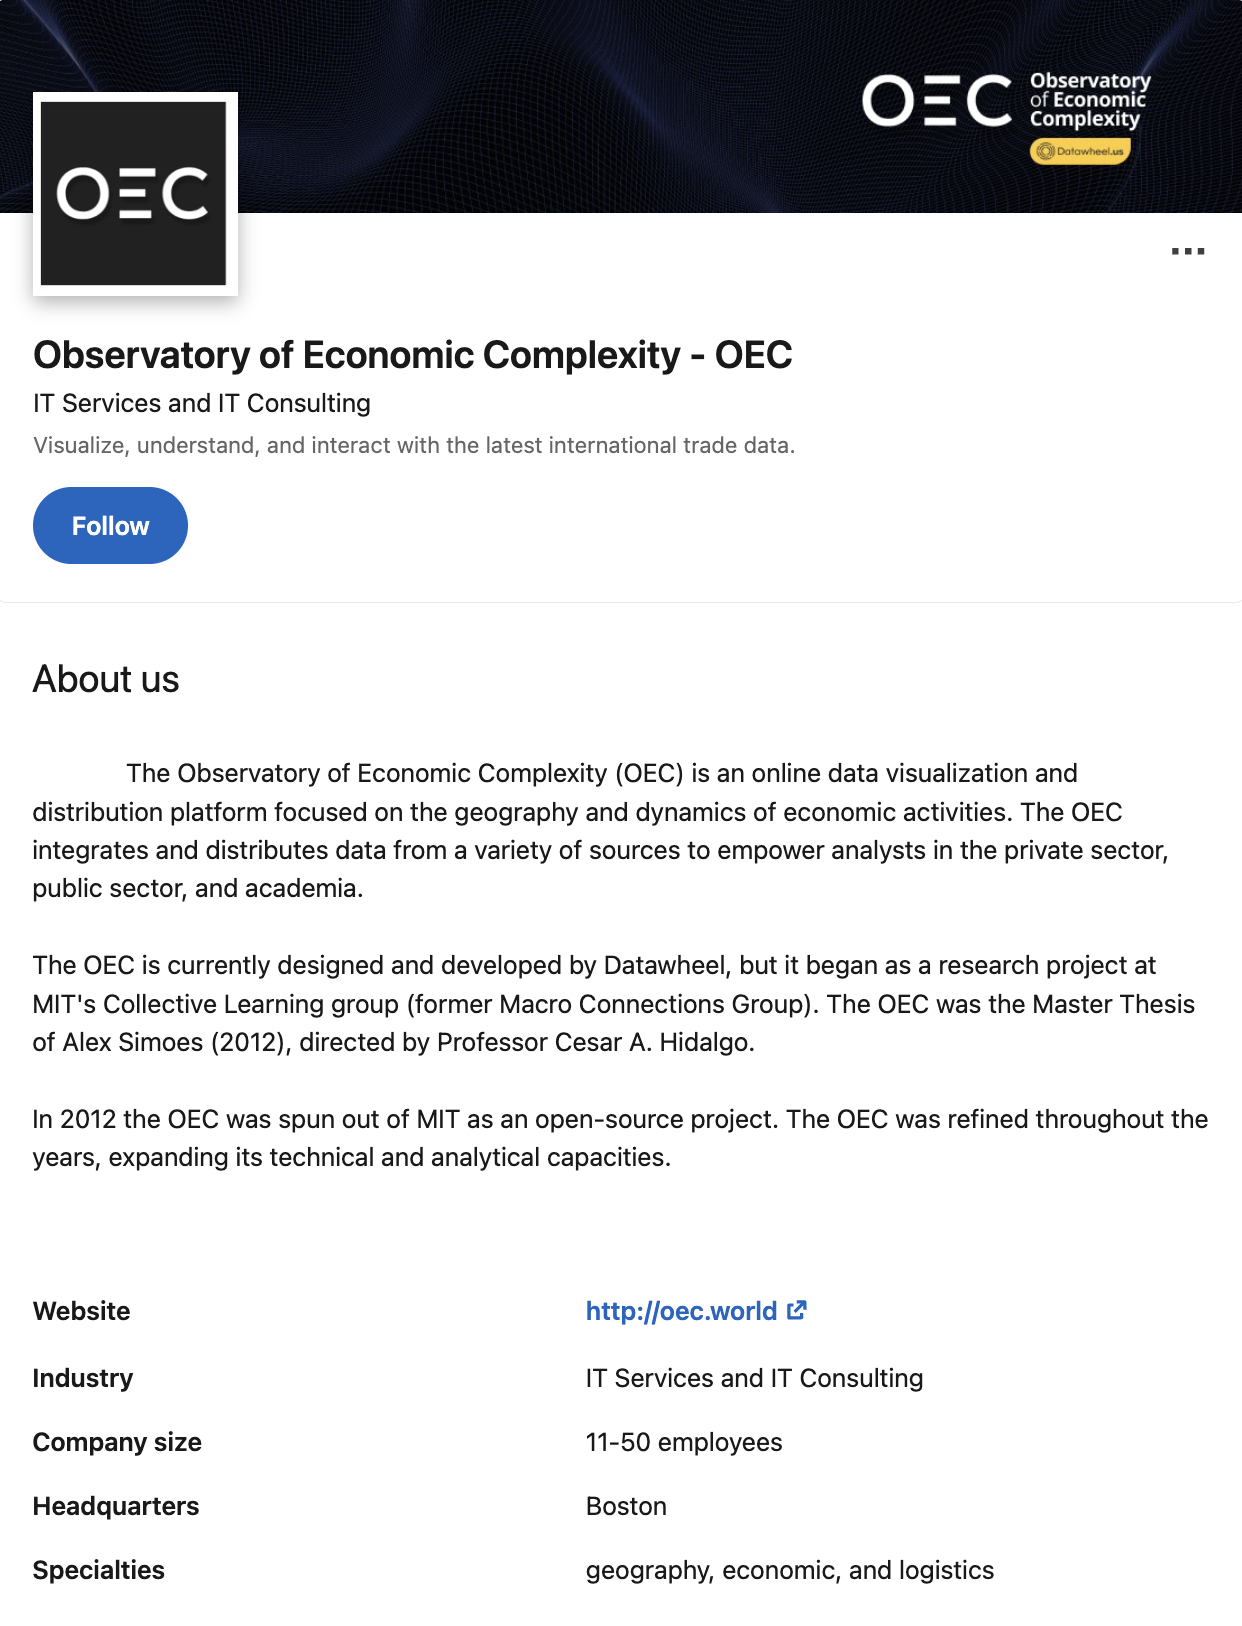 OEC
Observatory
of Economic
Complexity
Datawheel.us
OEC
Observatory of Economic Complexity - OEC
IT Services and IT Consulting
Visualize, understand, and interact with the latest international trade data.
Follow
About us
The Observatory of Economic Complexity (OEC) is an online data visualization and
distribution platform focused on the geography and dynamics of economic activities. The OEC
integrates and distributes data from a variety of sources to empower analysts in the private sector,
public sector, and academia.
The OEC is currently designed and developed by Datawheel, but it began as a research project at
MIT's Collective Learning group (former Macro Connections Group). The OEC was the Master Thesis
of Alex Simoes (2012), directed by Professor Cesar A. Hidalgo.
In 2012 the OEC was spun out of MIT as an open-source project. The OEC was refined throughout the
years, expanding its technical and analytical capacities.
Website http://oec.world
Industry IT Services and IT Consulting
Company size 11-50 employees
Headquarters Boston
Specialties geography, economic, and logistics